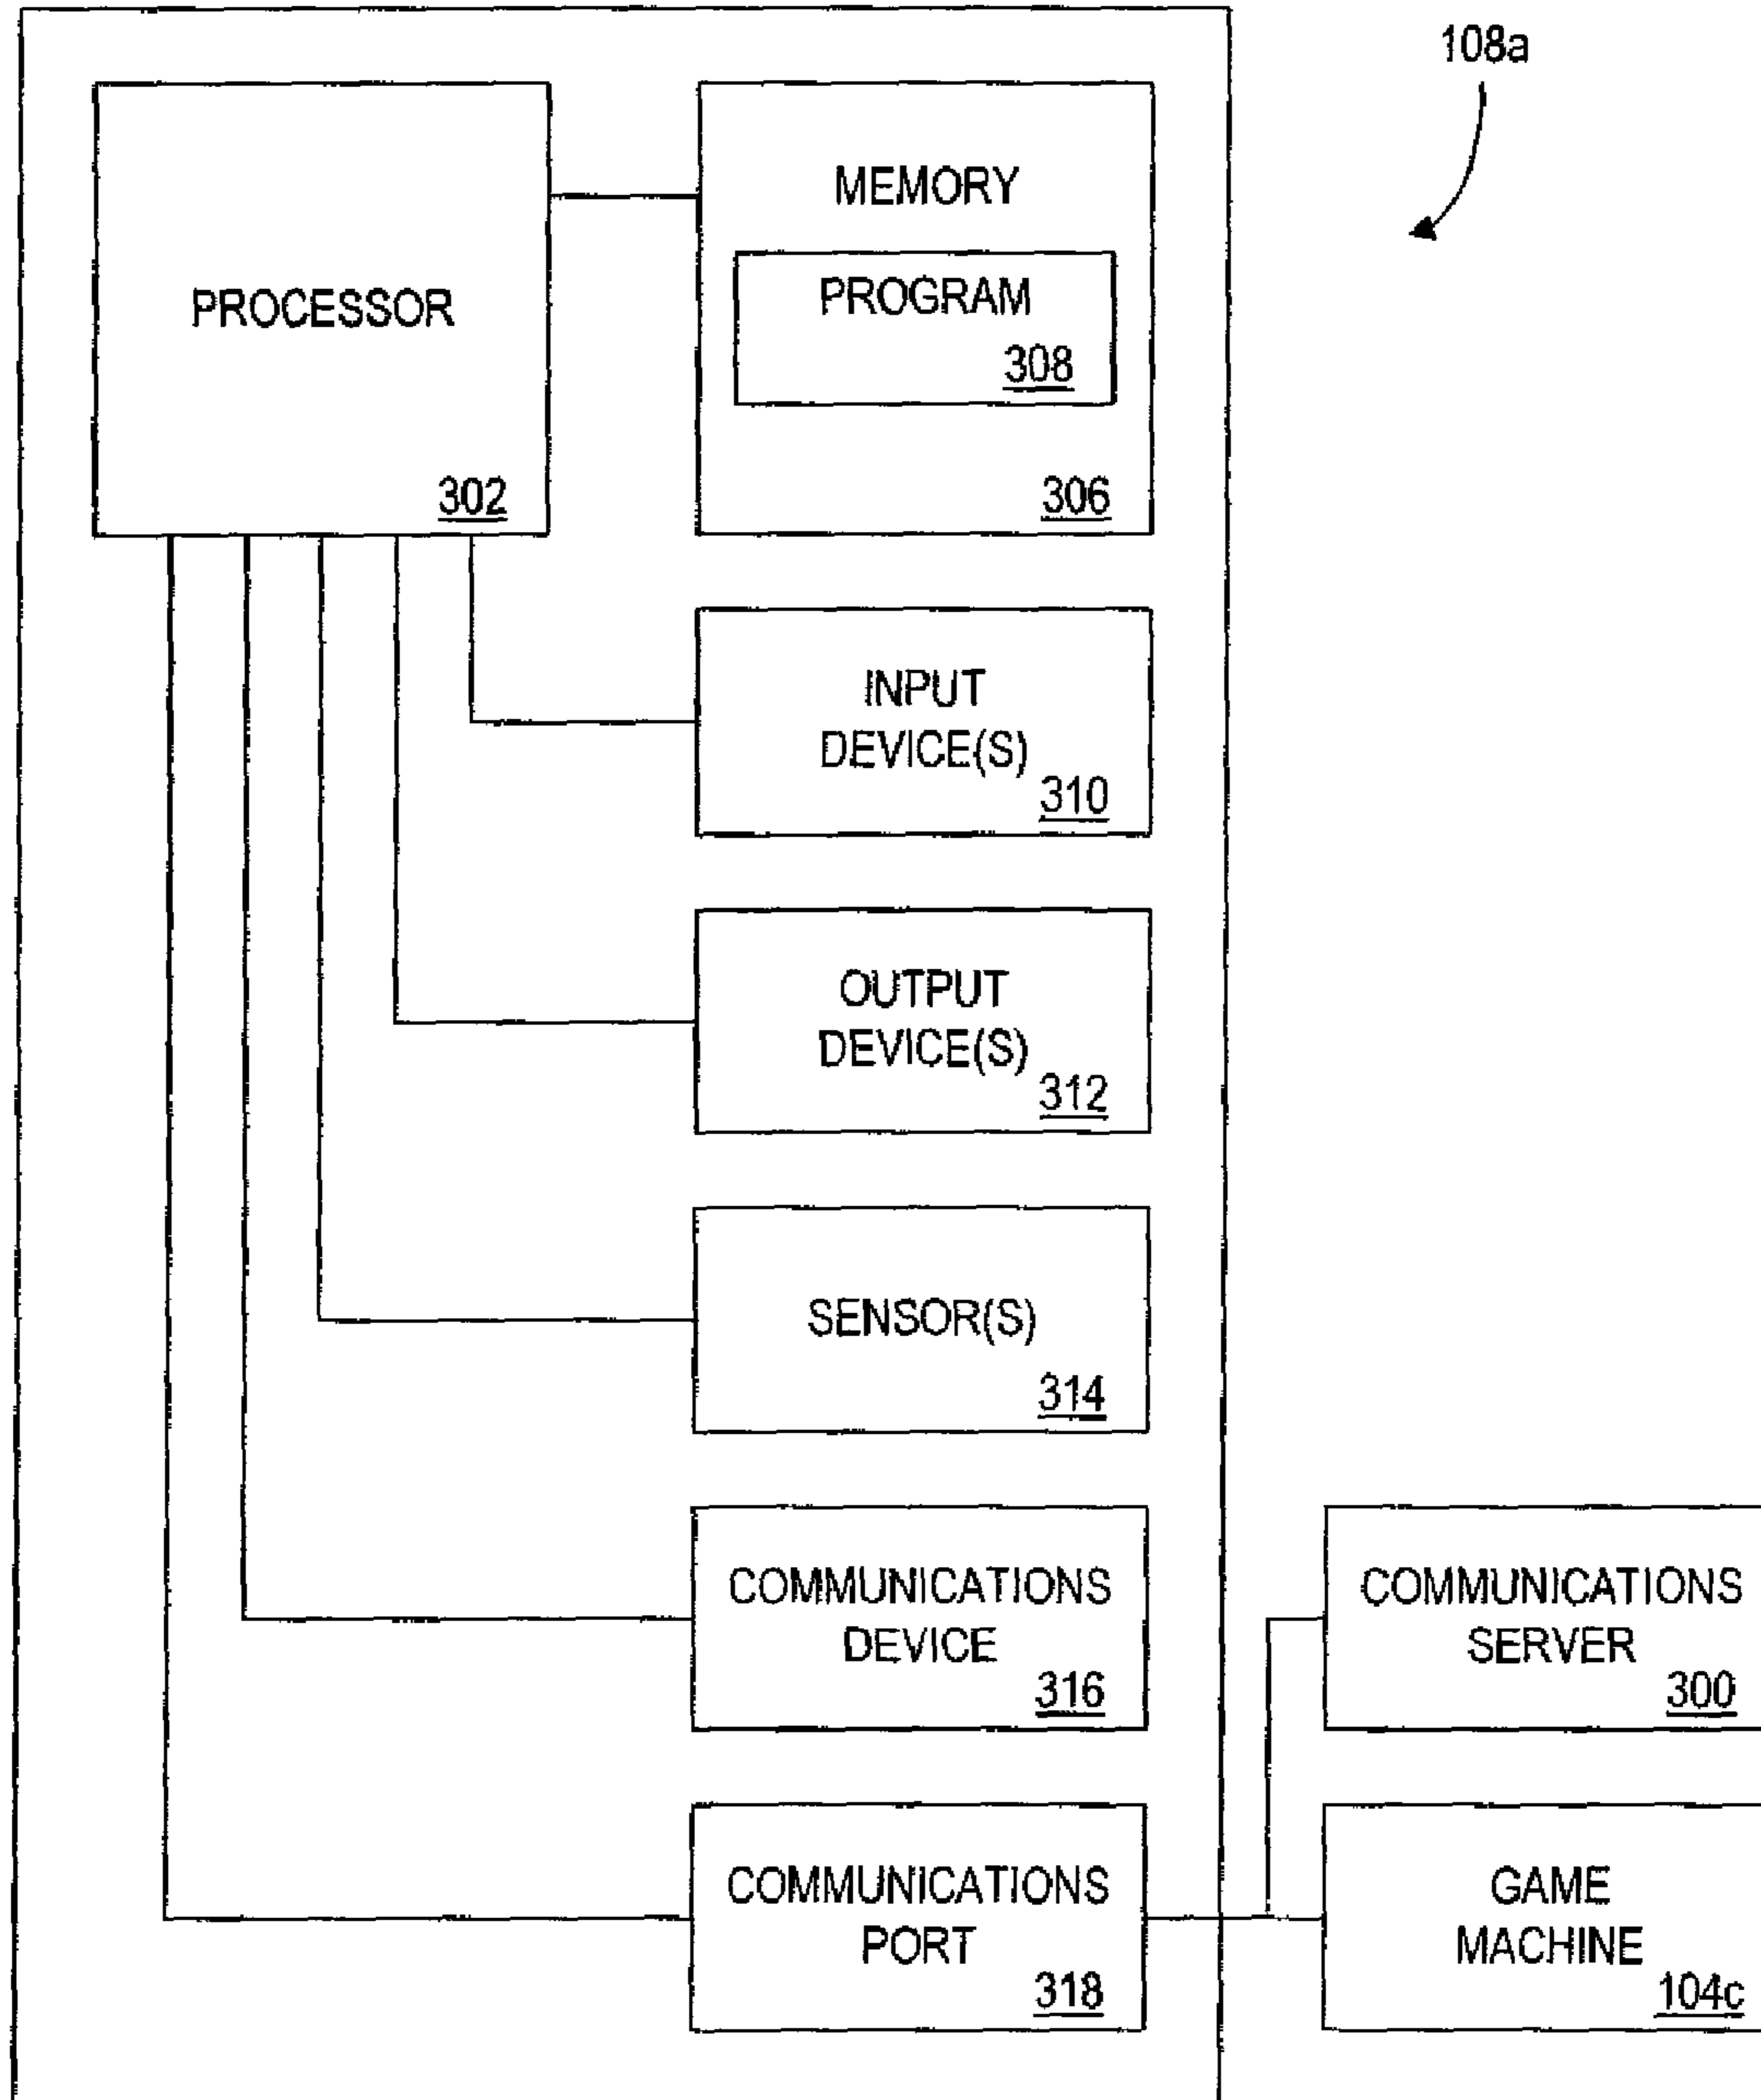 108a
PROCESSOR
302
MEMORY
PROGRAM
308
306
INPUT
DEVICE(S)
310
OUTPUT
DEVICE(S)
312
SENSOR(S)
314
COMMUNICATIONS
DEVICE
316
COMMUNICATIONS
SERVER
300
COMMUNICATIONS
PORT
318
GAME
MACHINE
104c